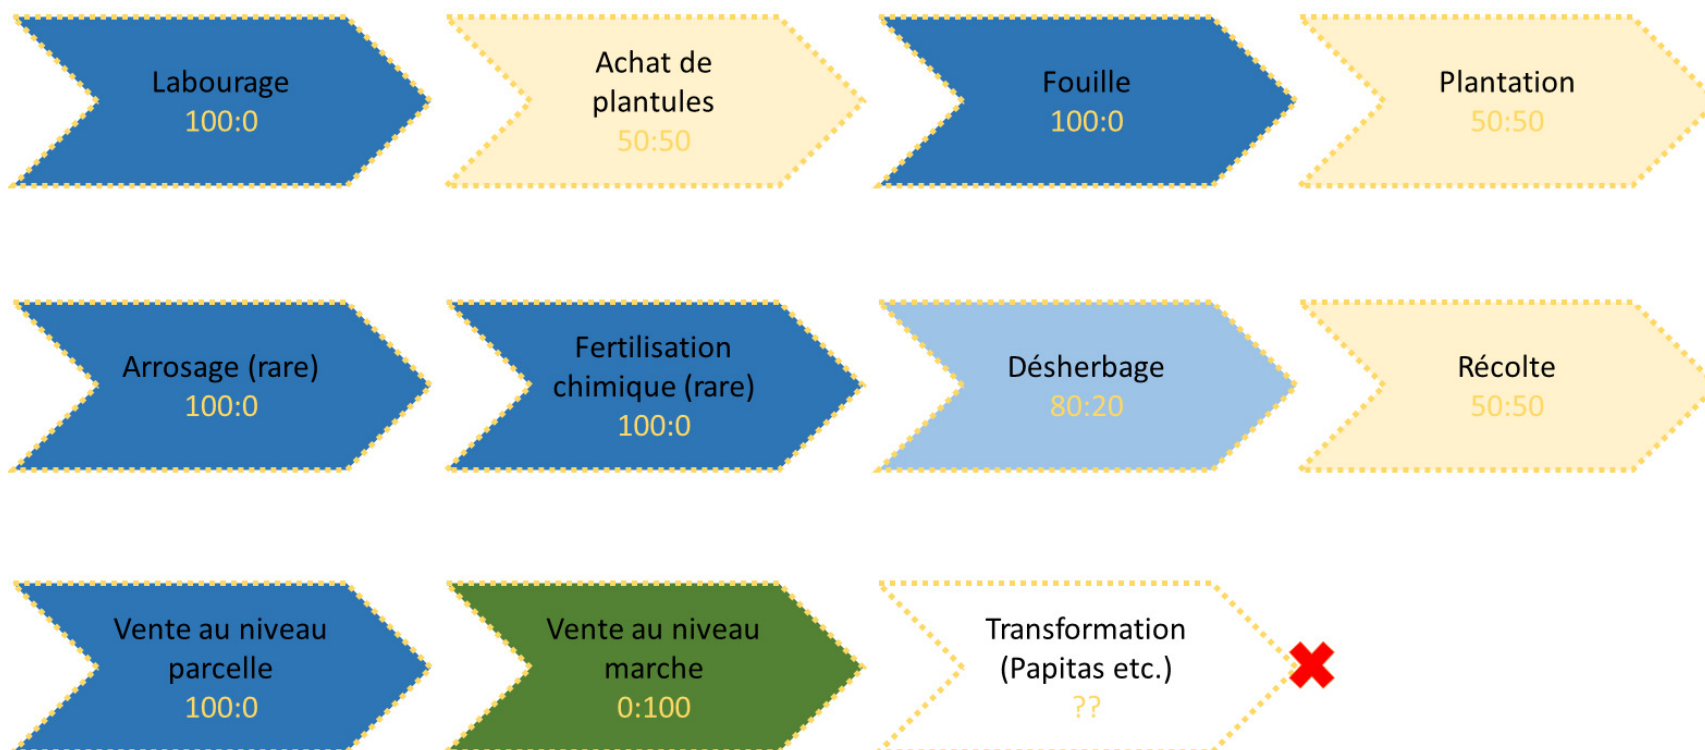 Labourage
100:0
Achat de
plantules
50:50
Fouille
100:0
Plantation
50:50
Arrosage (rare)
100:0
Fertilisation
chimique (rare)
100:0
Désherbage
80:20
Récolte
50:50
Vente au niveau
parcelle
100:0
Vente au niveau
marche
0:100
Transformation
(Papitas etc.)
??